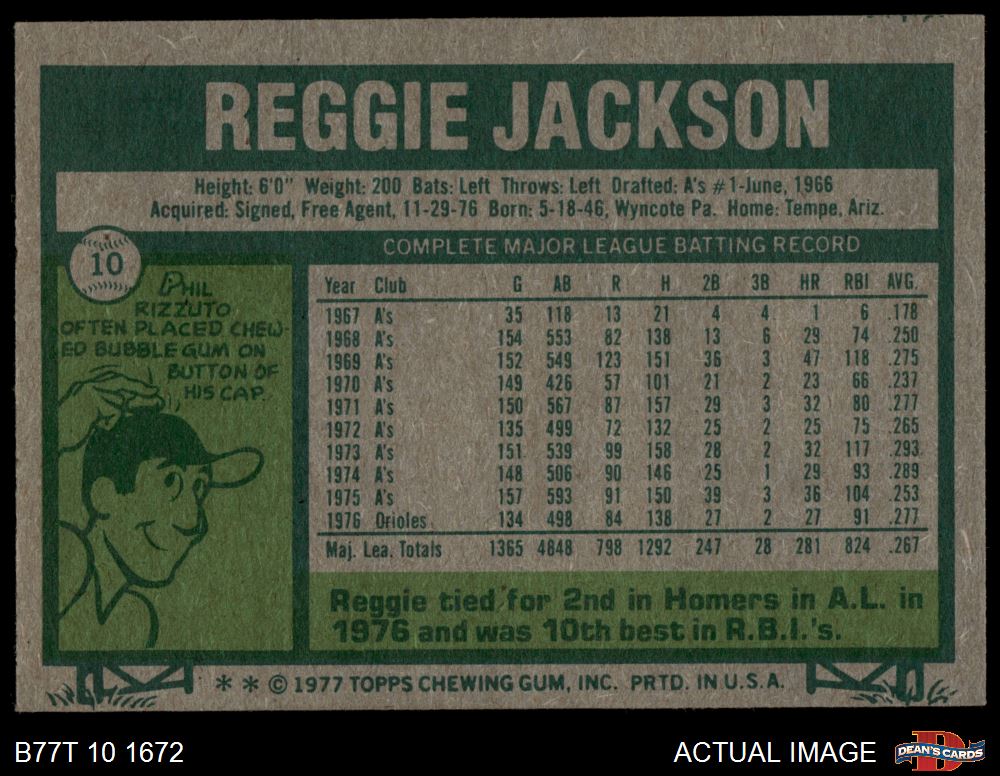 REGGIE JACKSON
Height: 6'0" Weight: 200 Bats: Left Throws: Left Drafted: A's #1-June, 1966
Acquired: Signed, Free Agent, 11-29-76 Born: 5-18-46, Wyncote Pa. Home: Tempe, Ariz.
10
PHIL
RIZZUTO
OFTEN PLACED CHEW-
ED BUBBLE GUM ON
BUTTON OF
HIS CAP.
COMPLETE MAJOR LEAGUE BATTING RECORD
Year Club G AB R H 2B 3B HR RBI AVG.
1967 A's 35 118 13 21 4 4 1 6 .178
1968 A's 154 553 82 138 13 6 29 74 .250
1969 A's 152 549 123 151 36 3 47 118 .275
1970 A's 149 426 57 101 21 2 23 66 .237
1971 A's 150 567 87 157 29 3 32 80 .277
1972 A's 135 499 72 132 25 2 25 75 .265
1973 A's 151 539 99 158 28 2 32 117 .293
1974 A's 148 506 90 146 25 1 29 93 .289
1975 A's 157 593 91 150 39 3 36 104 .253
1976 Orioles 134 498 84 138 27 2 27 91 .277
Maj. Lea. Totals 1365 4848 798 1292 247 28 281 824 .267
Reggie tied for 2nd in Homers in A.L. in
1976 and was 10th best in R.B.I.'s.
* * © 1977 TOPPS CHEWING GUM, INC. PRTD. IN U.S.A.
B77T 10 1672
ACTUAL IMAGE
DEAN'S CARDS